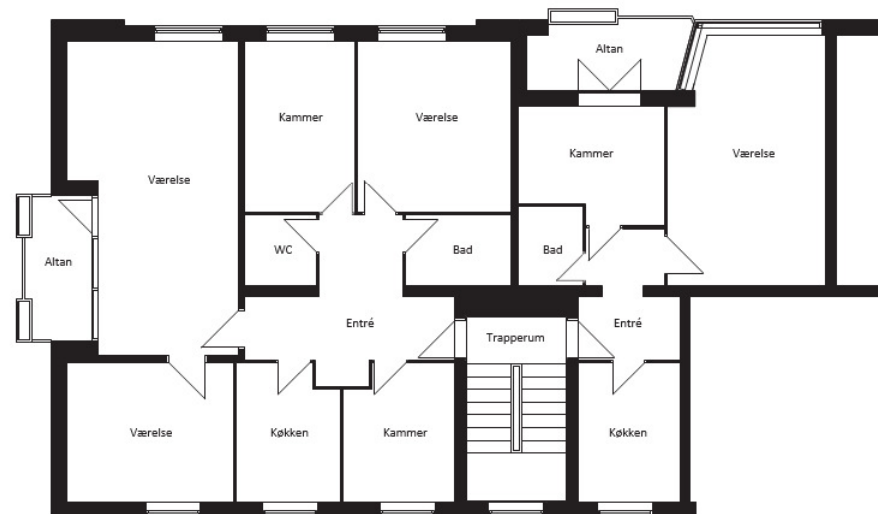 Altan
Kammer
Værelse
Kammer
Værelse
Værelse
WC
Bad
Bad
Altan
Entré
Entré
Trapperum
Værelse
Køkken
Kammer
Køkken